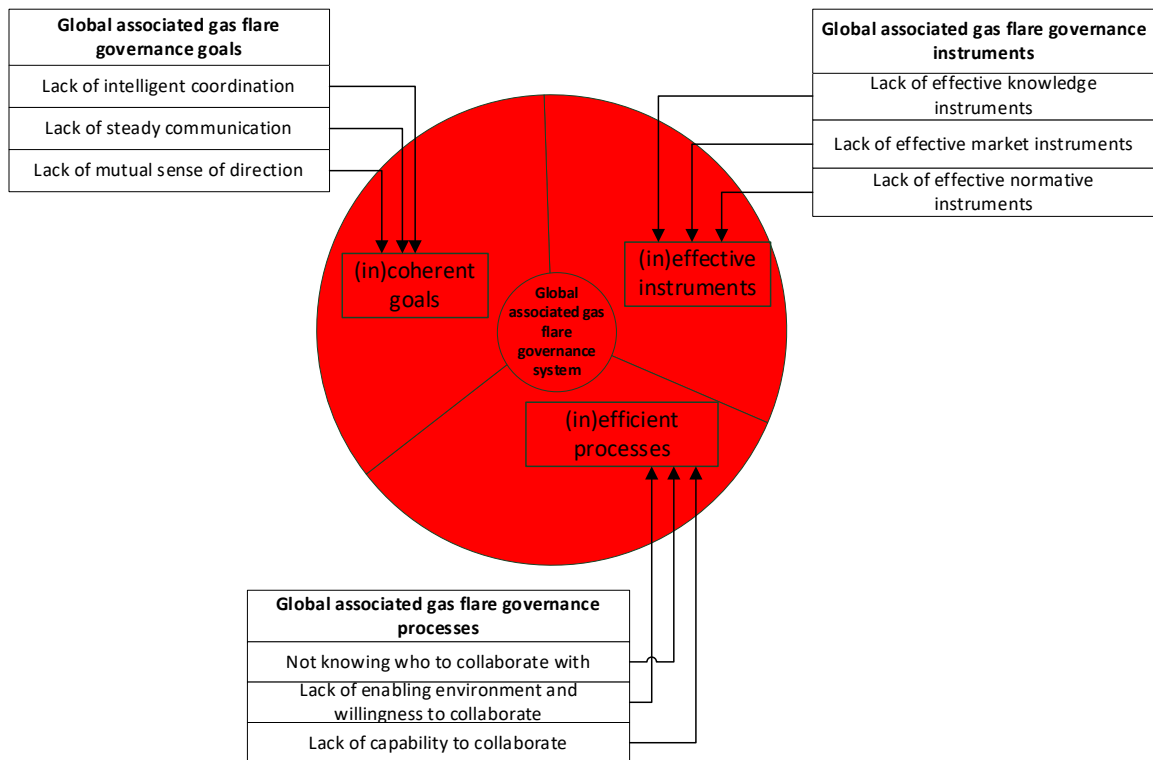 Global associated gas flare
governance goals
Lack of intelligent coordination
Lack of steady communication
Lack of mutual sense of direction
Global associated gas flare governance
instruments
Lack of effective knowledge
instruments
Lack of effective market instruments
Lack of effective normative
instruments
(in)coherent
goals
(in)effective
instruments
Global
associated gas
flare
governance
system
(in)efficient
processes
Global associated gas flare governance
processes
Not knowing who to collaborate with
Lack of enabling environment and
willingness to collaborate
Lack of capability to collaborate